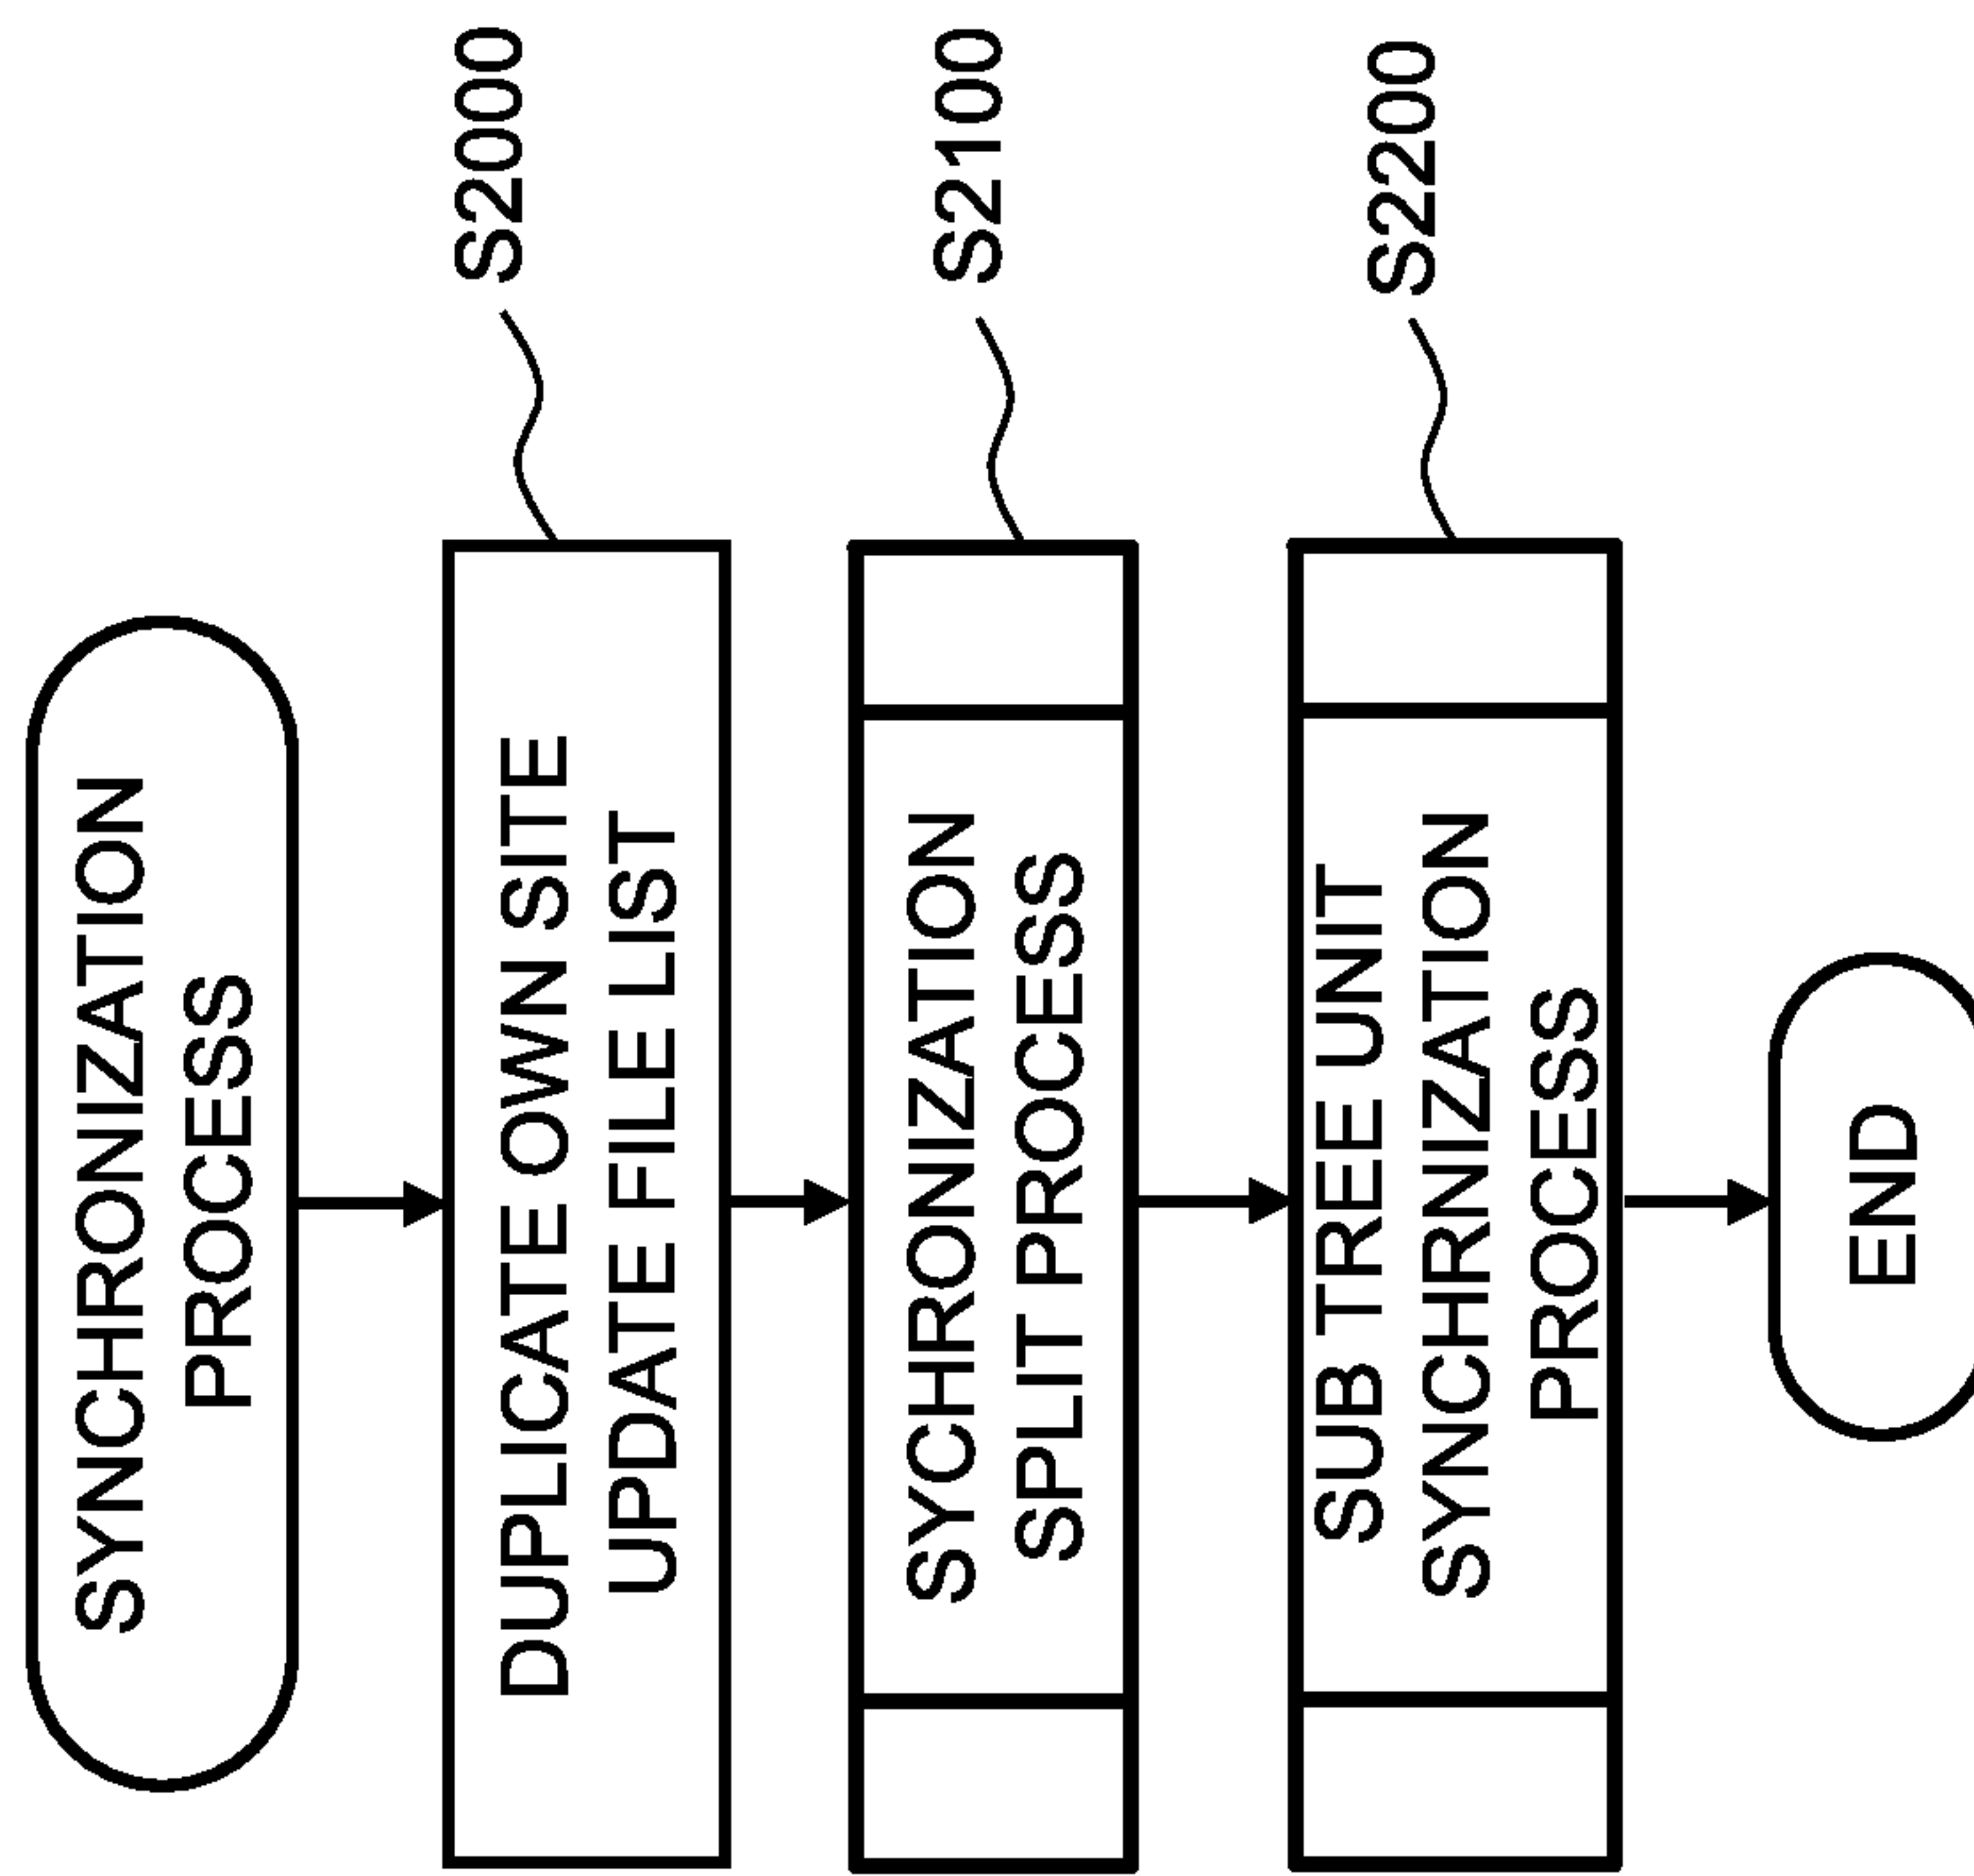 SYNCHRONIZATION
PROCESS
DUPLICATE OWN SITE
UPDATE FILE LIST
S2000
SYCHRONIZATION
SPLIT PROCESS
S2100
SUB TREE UNIT
SYNCHRNIZATION
PROCESS
S2200
END